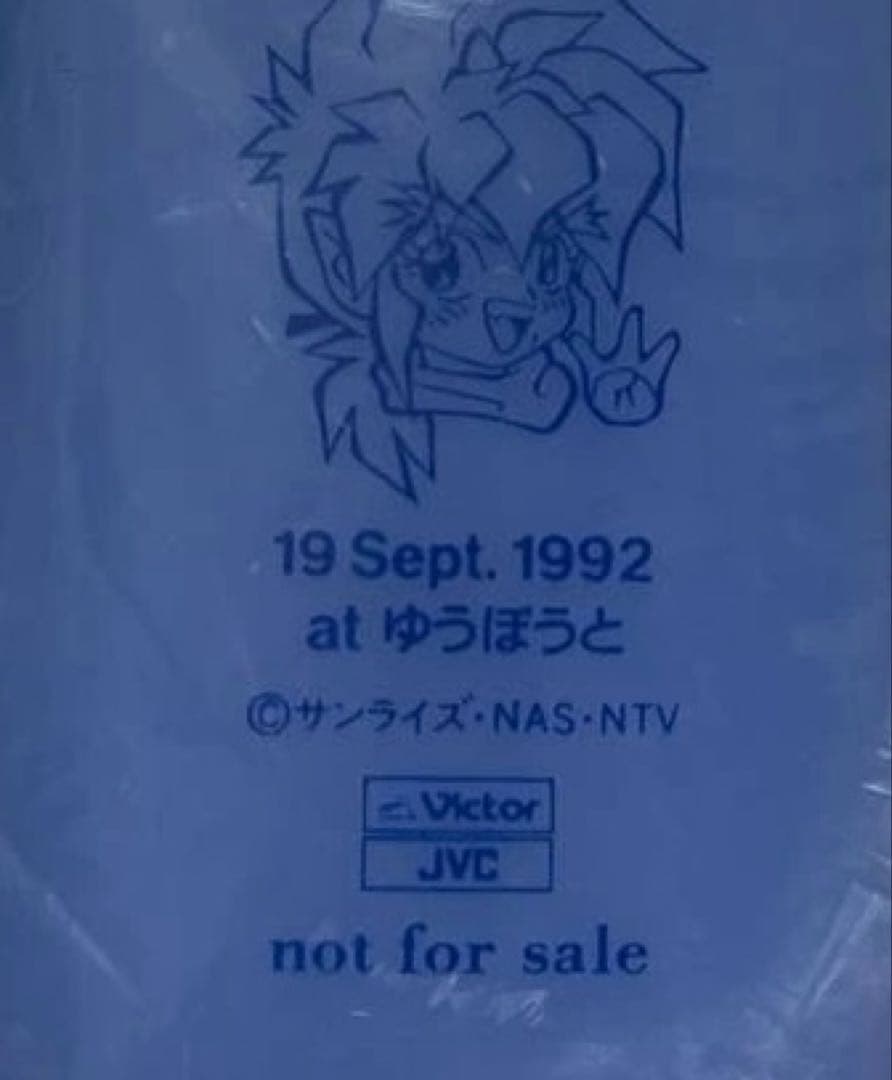 19 Sept. 1992
at ゆうぽうと
©サンライズ・NAS・NTV
Victor
JVC
not for sale